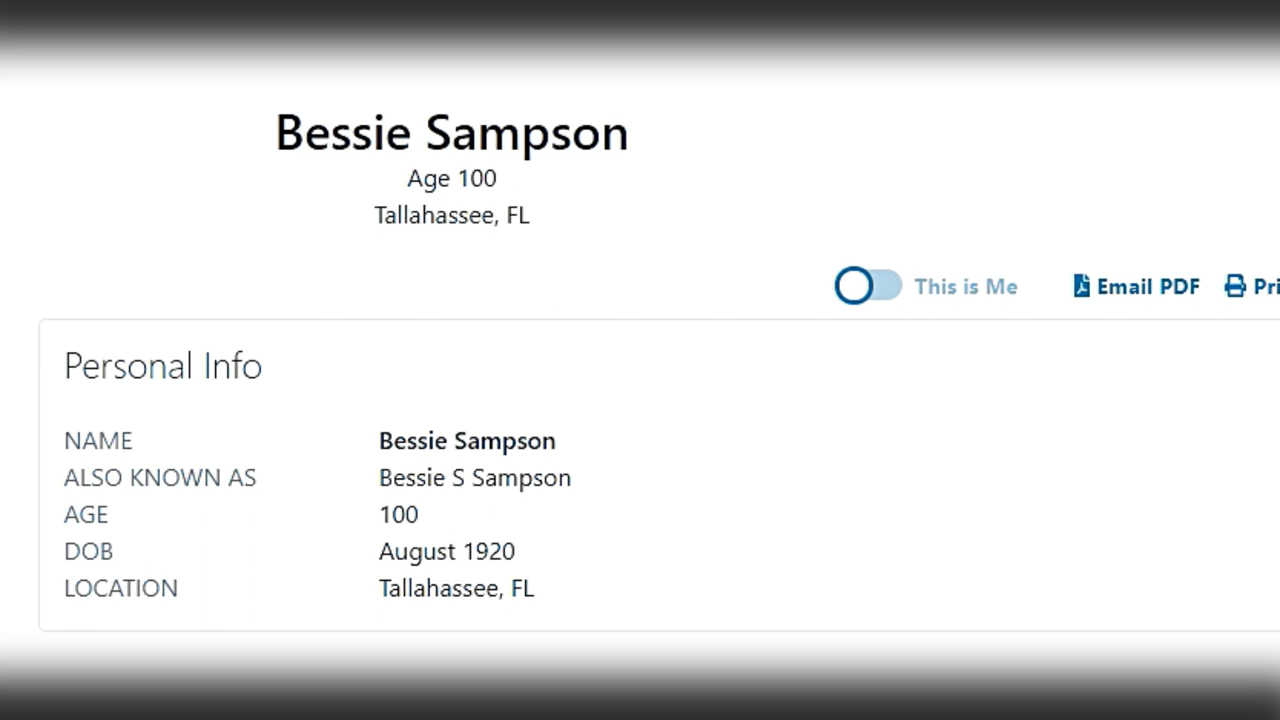 Bessie Sampson
Age 100
Tallahassee, FL
This is Me Email PDF
Personal Info
NAME Bessie Sampson
ALSO KNOWN AS Bessie S Sampson
AGE 100
DOB August 1920
LOCATION Tallahassee, FL